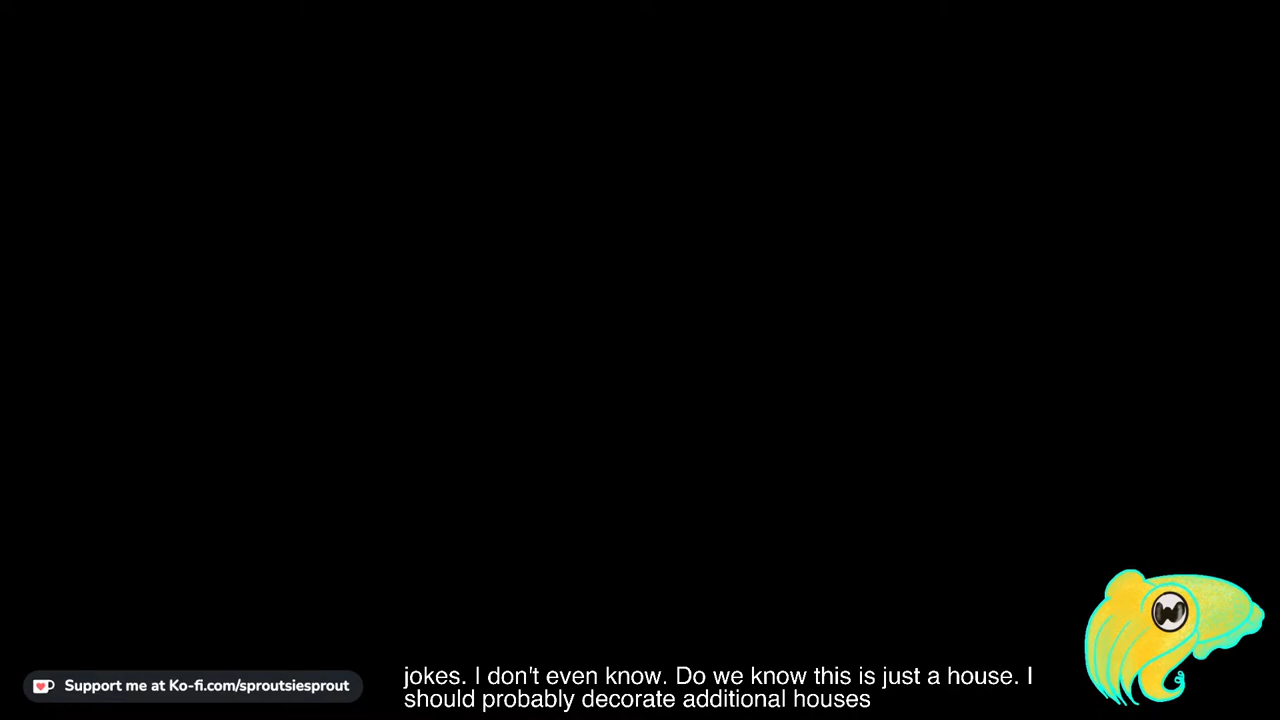 jokes. I don't even know. Do we know this is just a house. I
should probably decorate additional houses
Support me at Ko-fi.com/sproutsiesprout